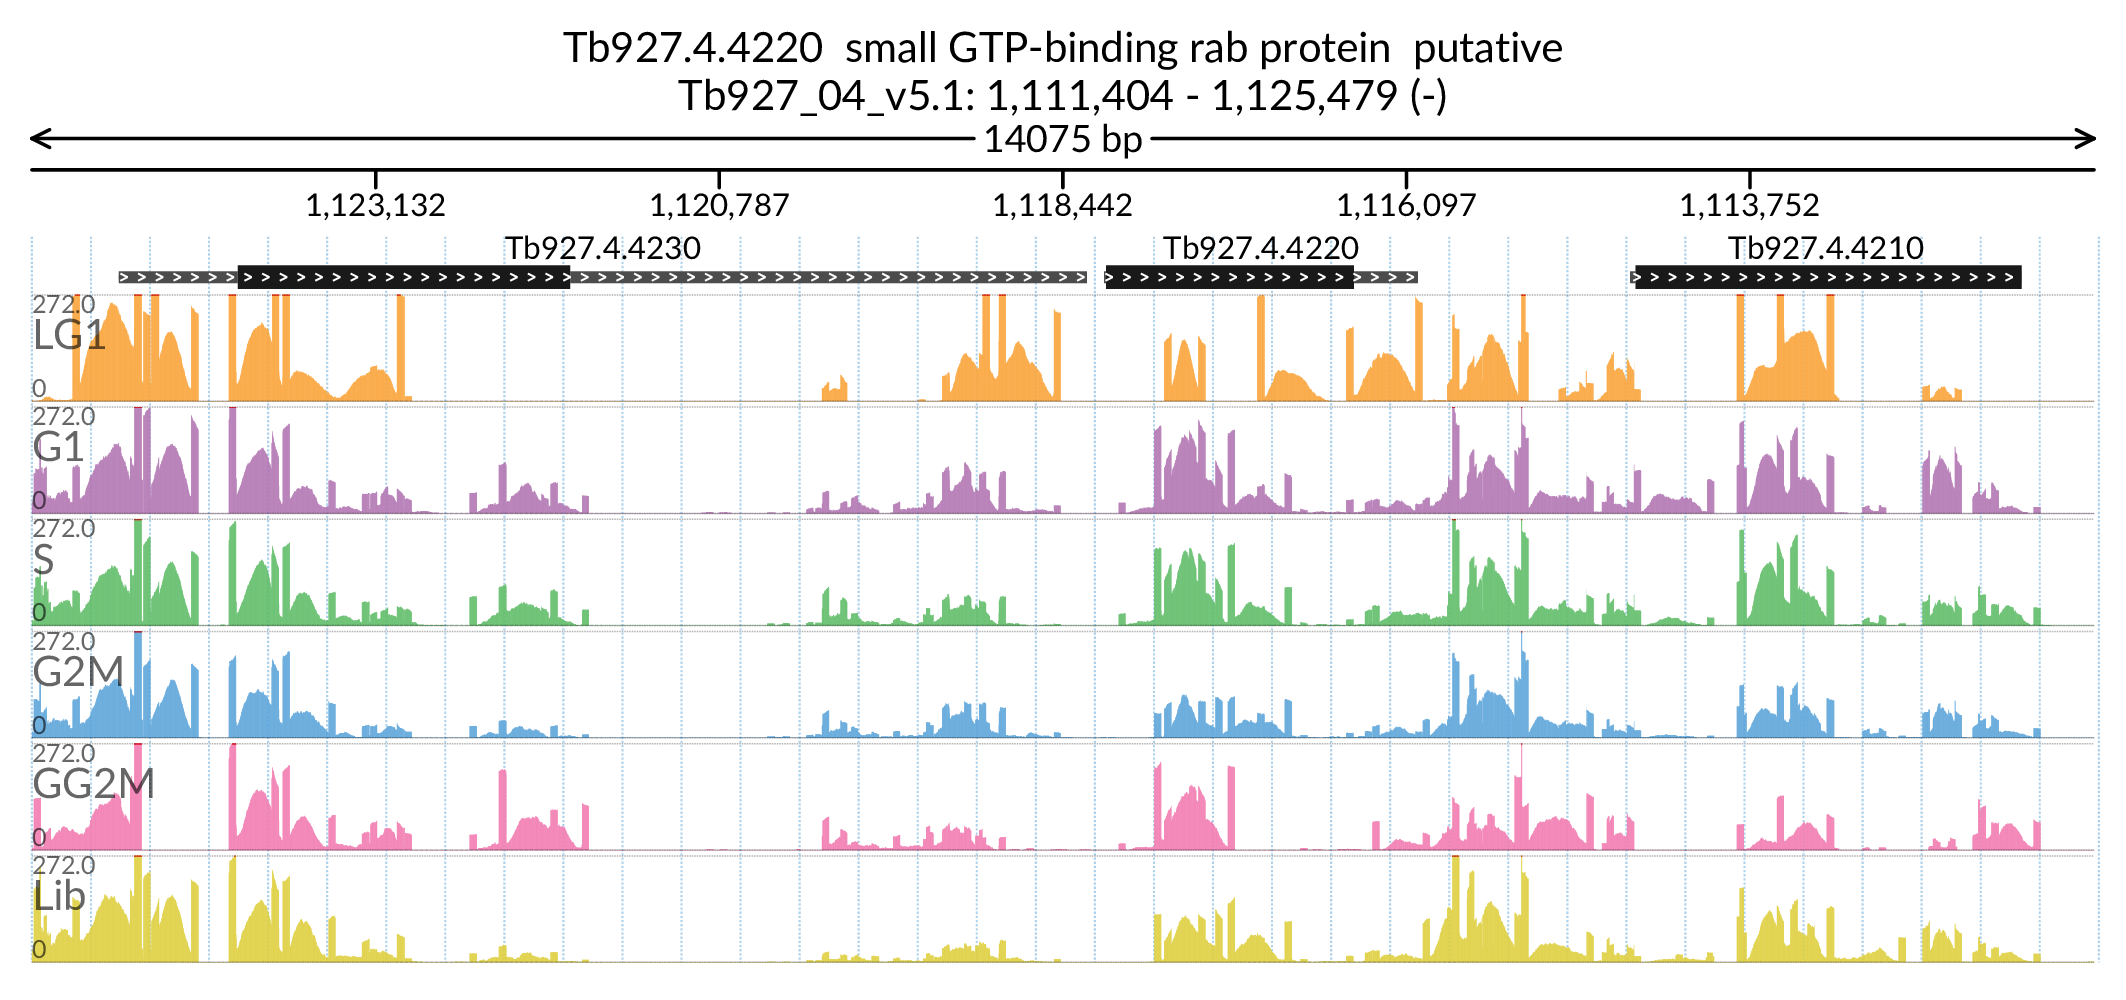 Tb927.4.4220 small GTP-binding rab protein putative
Tb927_04_v5.1: 1,111,404 - 1,125,479 (-)
14075 bp
1,123,132 1,120,787 1,118,442 1,116,097 1,113,752
Tb927.4.4230 Tb927.4.4220 Tb927.4.4210
272.0
LG1
0
272.0
G1
0
272.0
S
0
272.0
G2M
0
272.0
GG2M
0
272.0
Lib
0